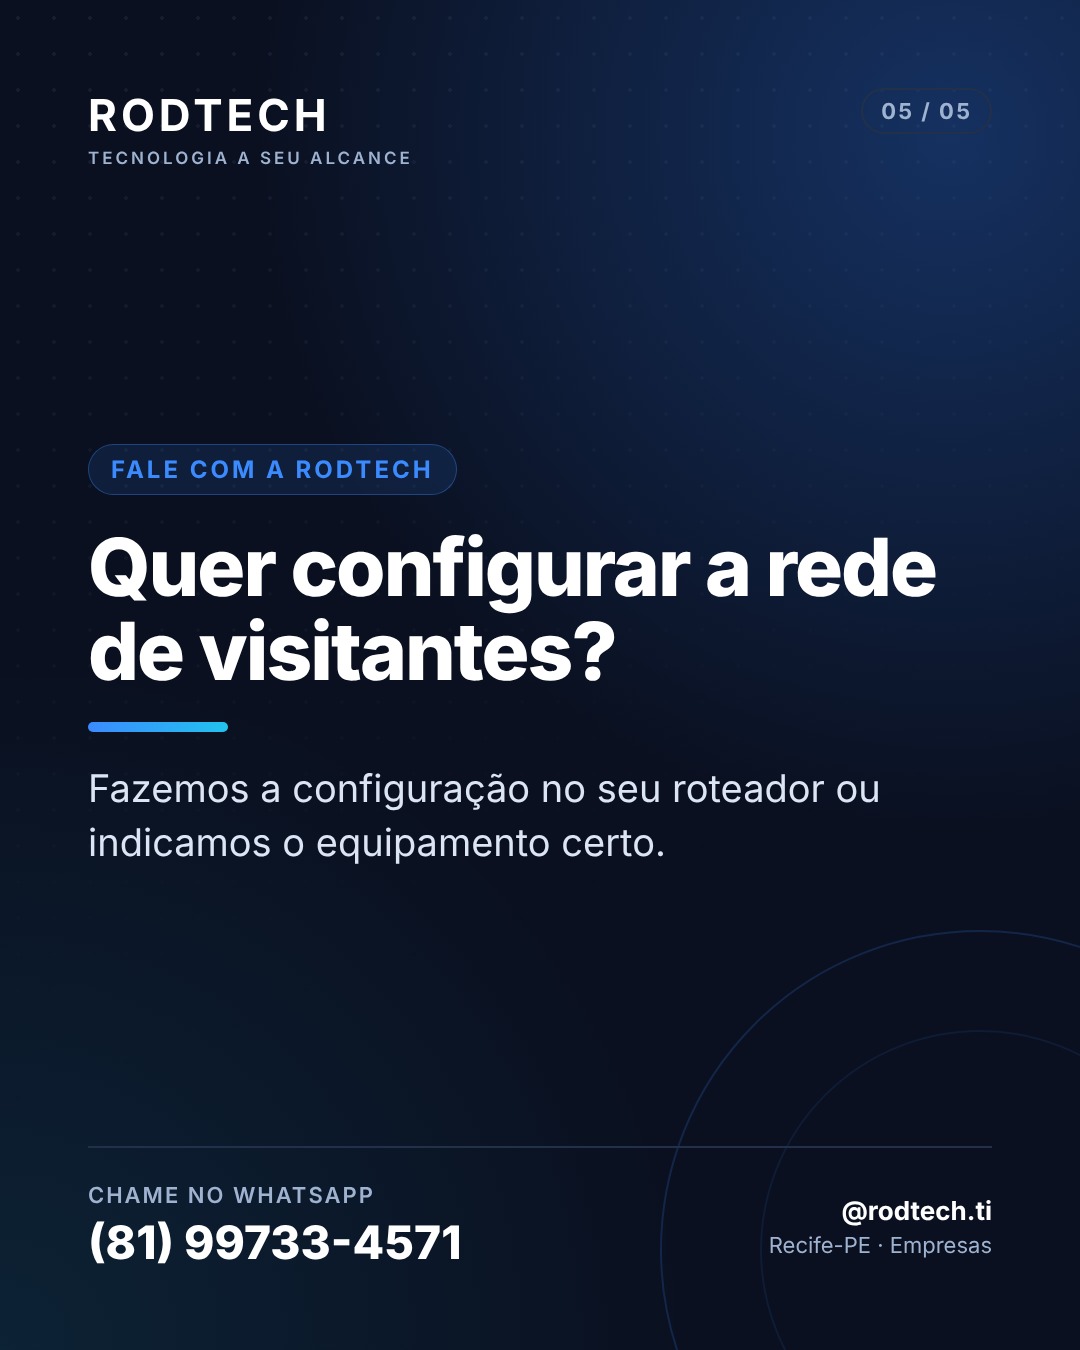 RODTECH
TECNOLOGIA A SEU ALCANCE
05 / 05
FALE COM A RODTECH
Quer configurar a rede
de visitantes?
Fazemos a configuração no seu roteador ou
indicamos o equipamento certo.
CHAME NO WHATSAPP
(81) 99733-4571
@rodtech.ti
Recife-PE · Empresas